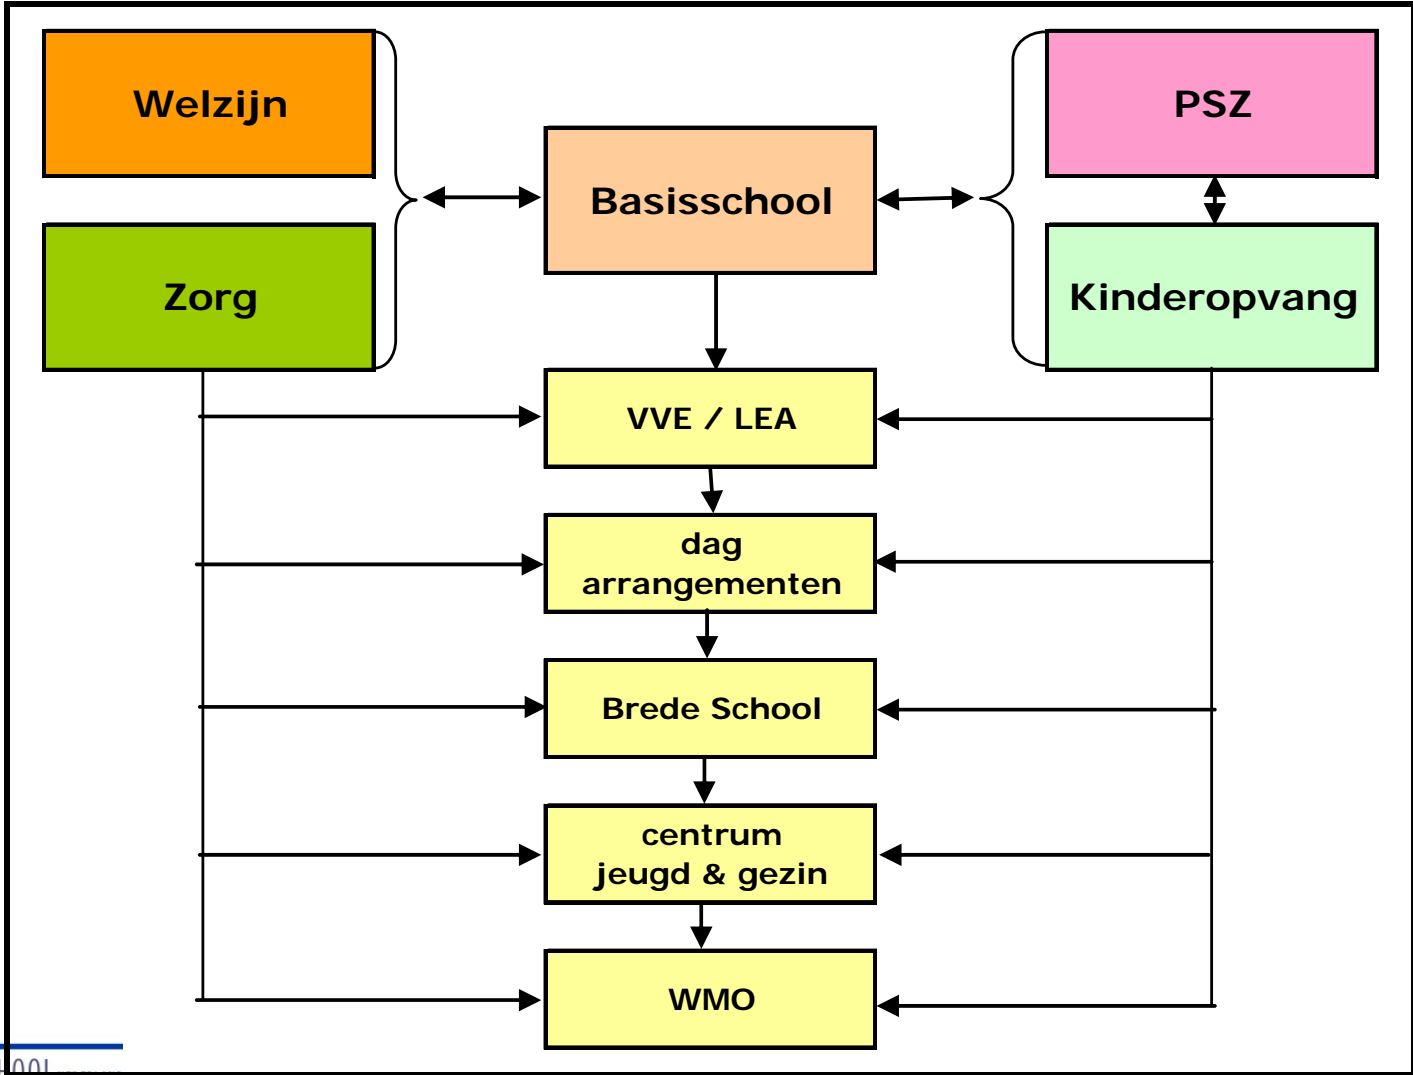 Welzijn
PSZ
Basisschool
Zorg
Kinderopvang
VVE / LEA
dag
arrangementen
Brede School
centrum
jeugd & gezin
WMO